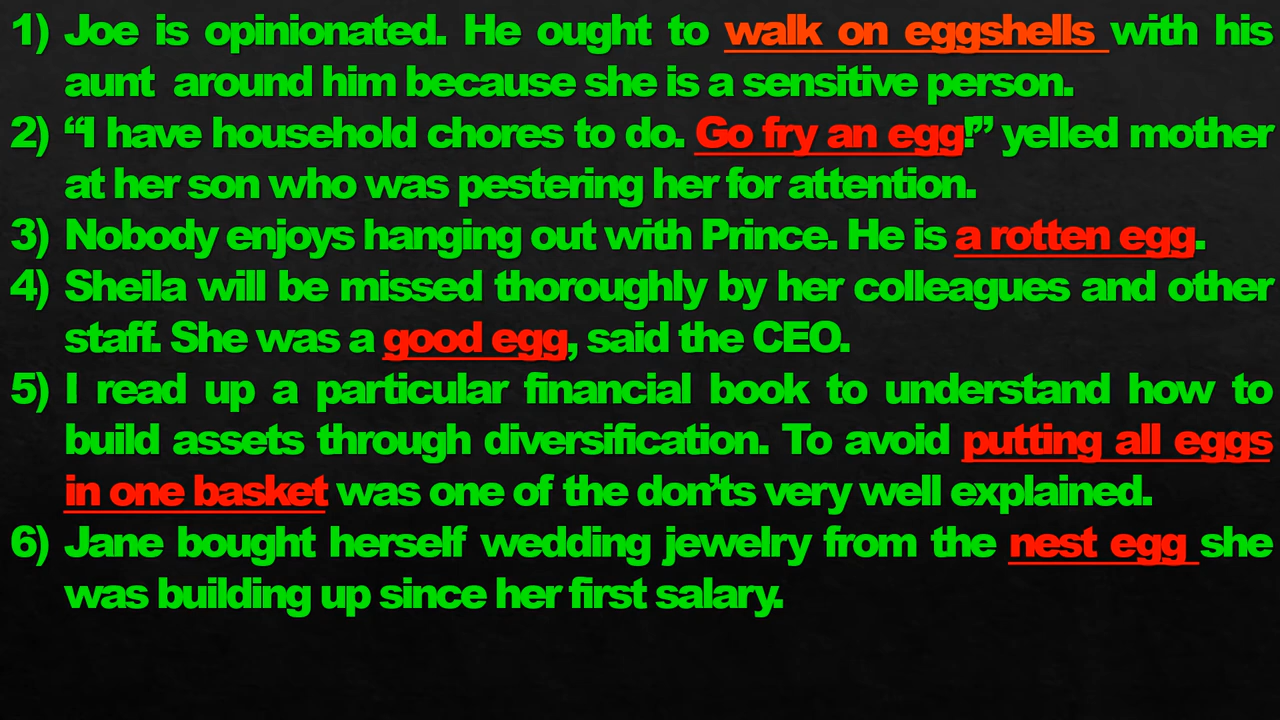 1) Joe is opinionated. He ought to walk on eggshells with his
aunt around him because she is a sensitive person.
2) “I have household chores to do. Go fry an egg!” yelled mother
at her son who was pestering her for attention.
3) Nobody enjoys hanging out with Prince. He is a rotten egg.
4) Sheila will be missed thoroughly by her colleagues and other
staff. She was a good egg, said the CEO.
5) I read up a particular financial book to understand how to
build assets through diversification. To avoid putting all eggs
in one basket was one of the don’ts very well explained.
6) Jane bought herself wedding jewelry from the nest egg she
was building up since her first salary.